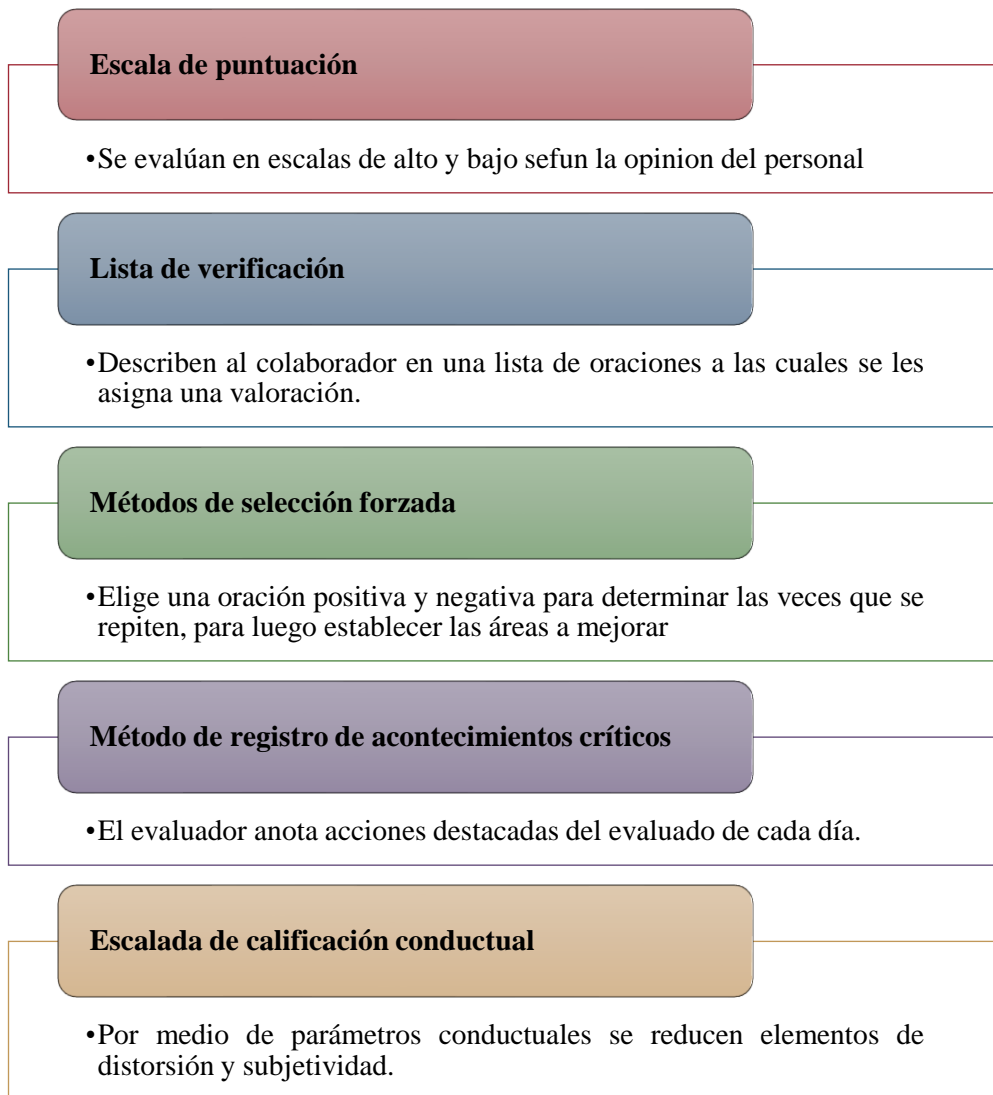 Escala de puntuación
•Se evalúan en escalas de alto y bajo sefun la opinion del personal
Lista de verificación
•Describen al colaborador en una lista de oraciones a las cuales se les
asigna una valoración.
Métodos de selección forzada
•Elige una oración positiva y negativa para determinar las veces que se
repiten, para luego establecer las áreas a mejorar
Método de registro de acontecimientos críticos
•El evaluador anota acciones destacadas del evaluado de cada día.
Escalada de calificación conductual
•Por medio de parámetros conductuales se reducen elementos de
distorsión y subjetividad.